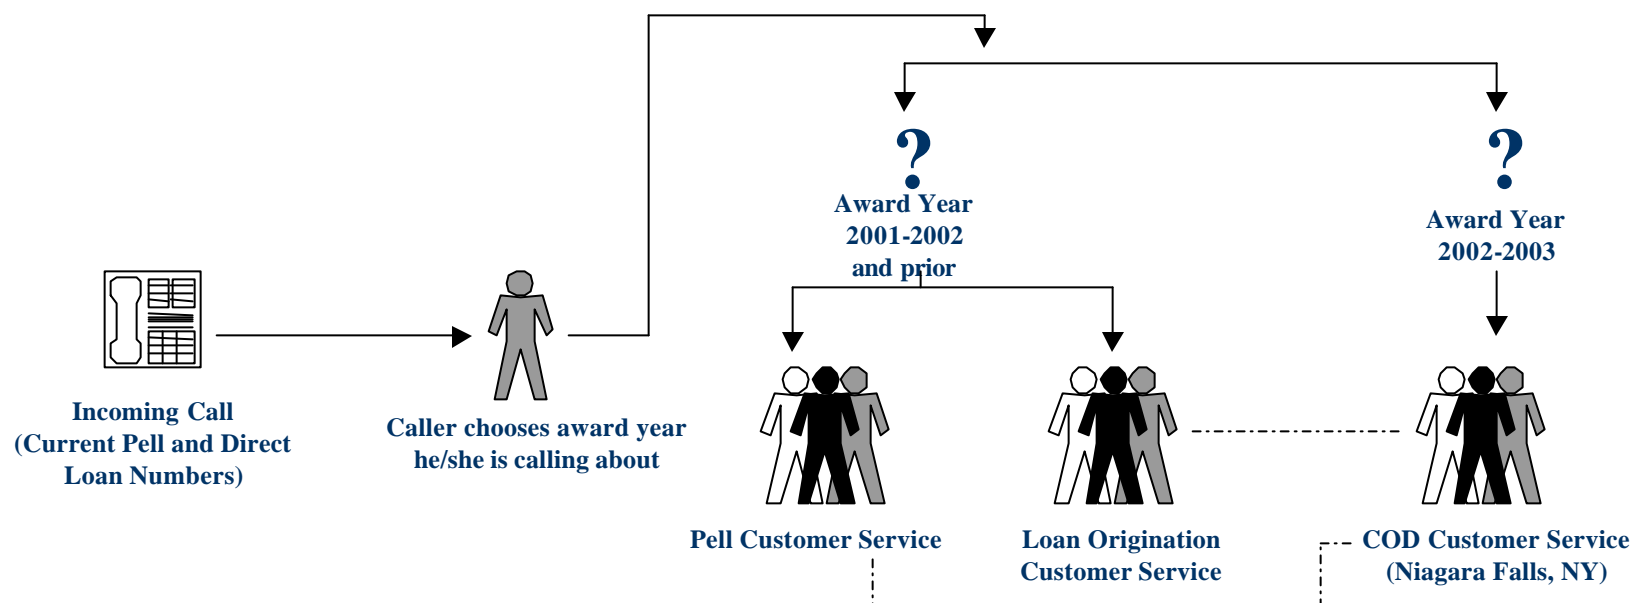 ?
Award Year
2001-2002
and prior
?
Award Year
2002-2003
Incoming Call
(Current Pell and Direct
Loan Numbers)
Caller chooses award year
he/she is calling about
Pell Customer Service
Loan Origination
Customer Service
COD Customer Service
(Niagara Falls, NY)